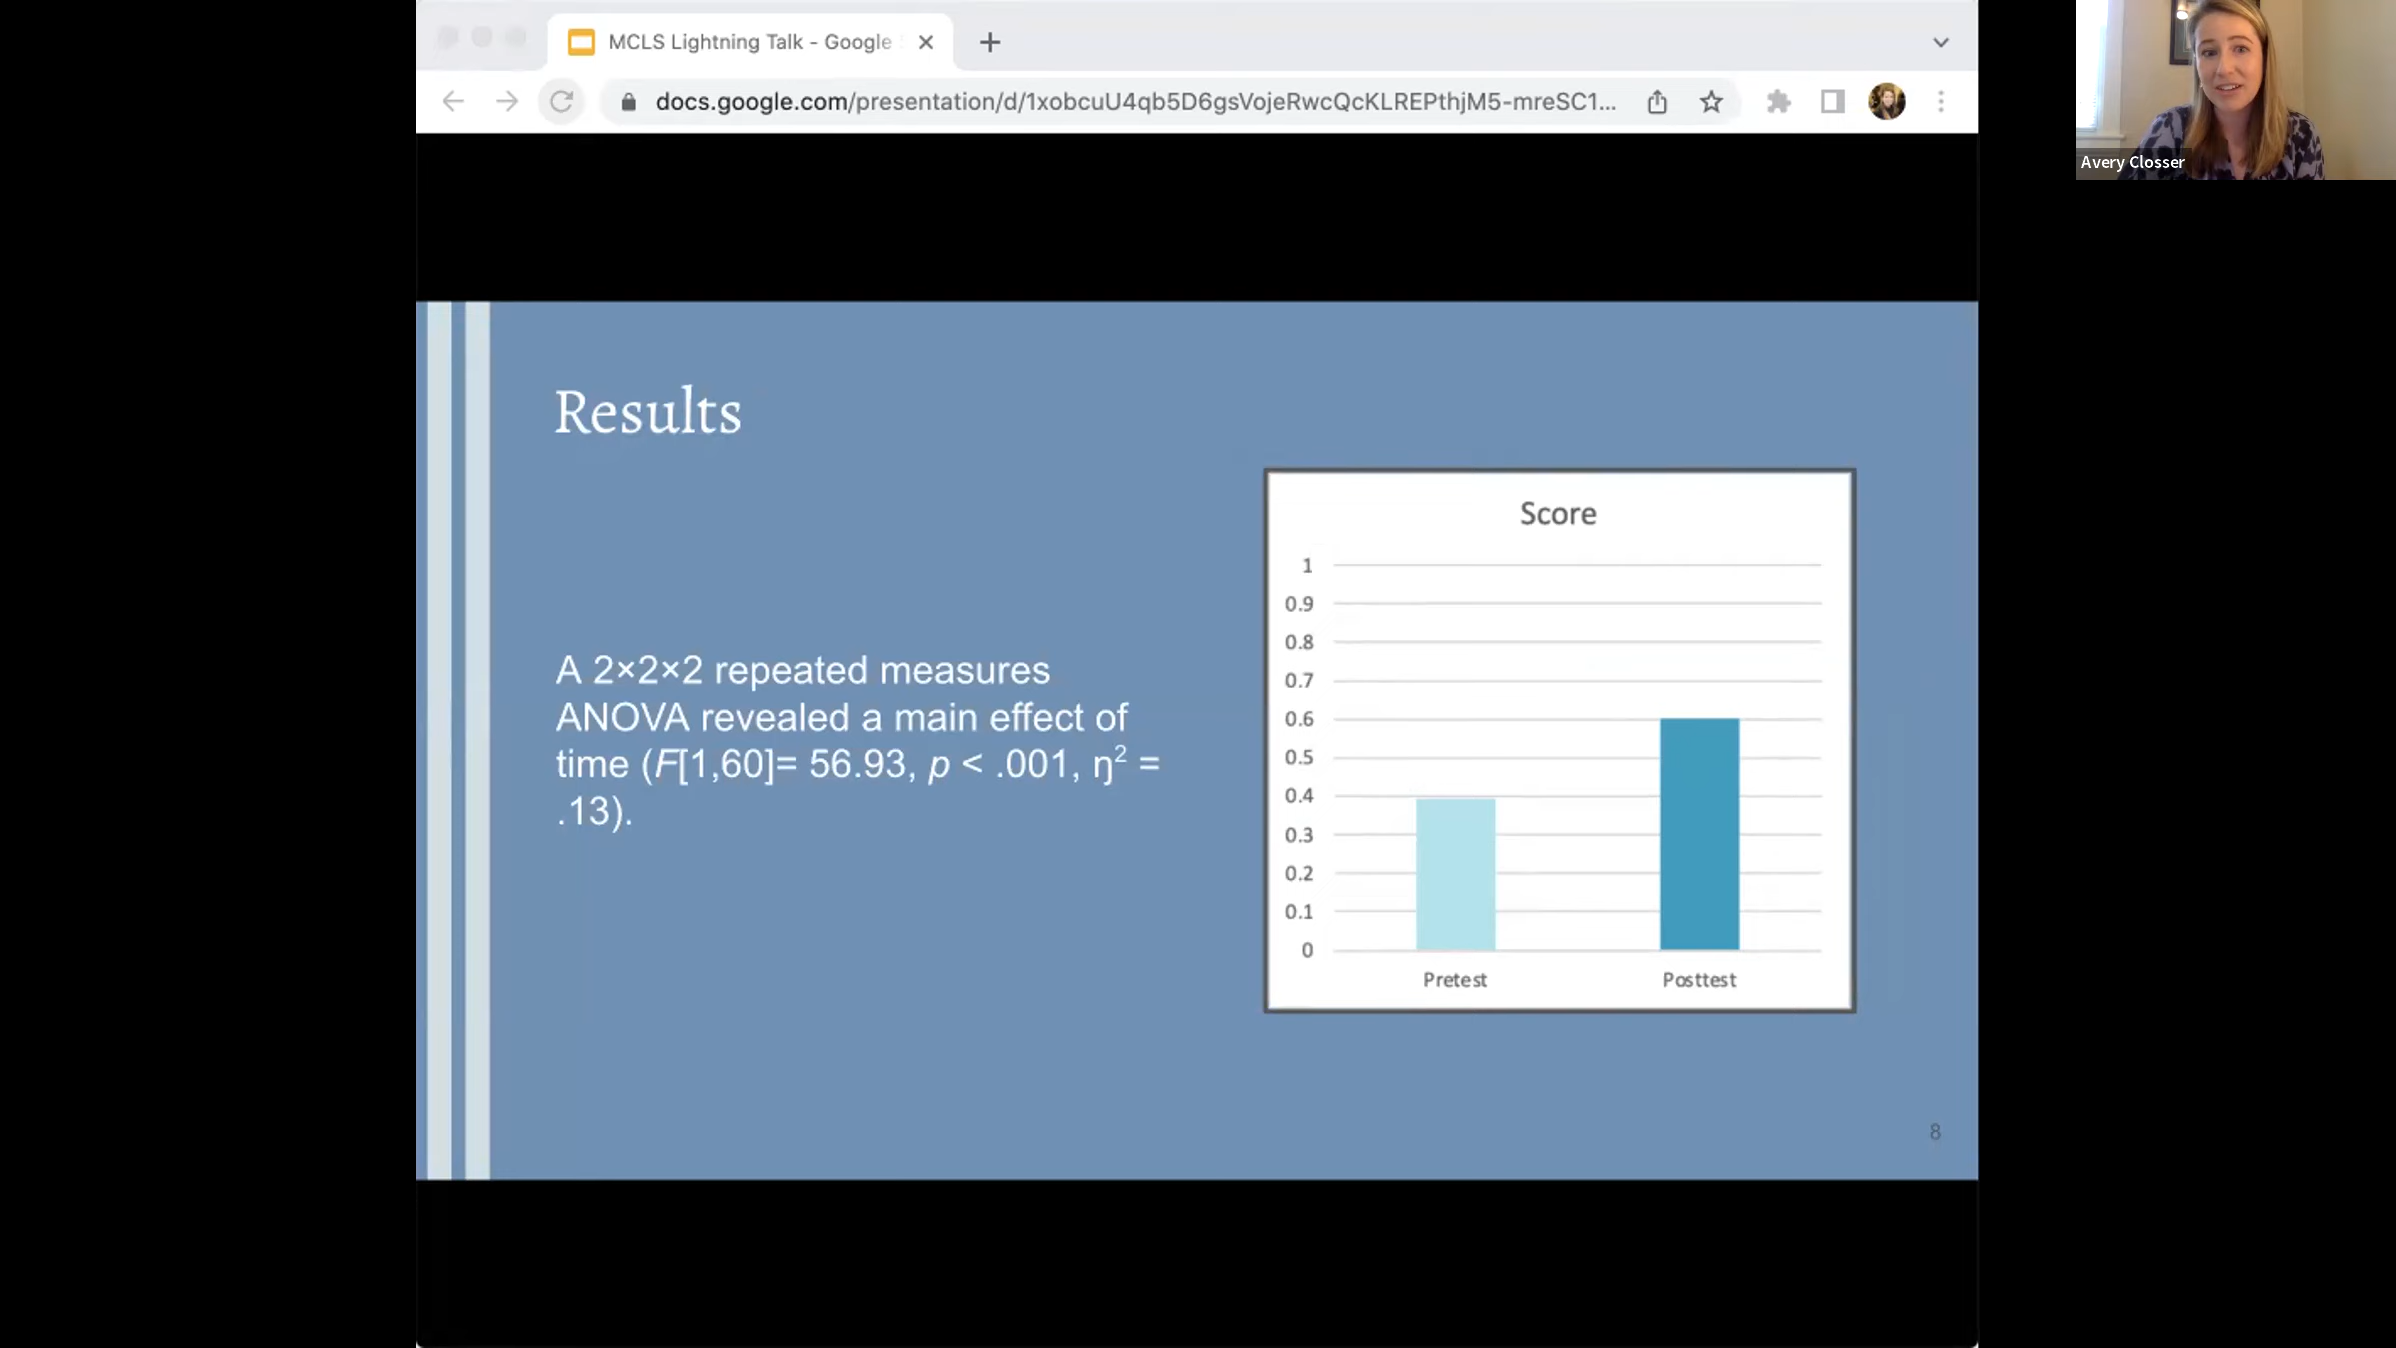 MCLS Lightning Talk - Google
docs.google.com/presentation/d/1xobcuU4qb5D6gsVojeRwcQcKLREPthjM5-mreSC1...
Avery Closser
Results
A 2×2×2 repeated measures
ANOVA revealed a main effect of
time (F[1,60]= 56.93, p < .001, ŋ² =
.13).
Score
1
0.9
0.8
0.7
0.6
0.5
0.4
0.3
0.2
0.1
0
Pretest
Posttest
8